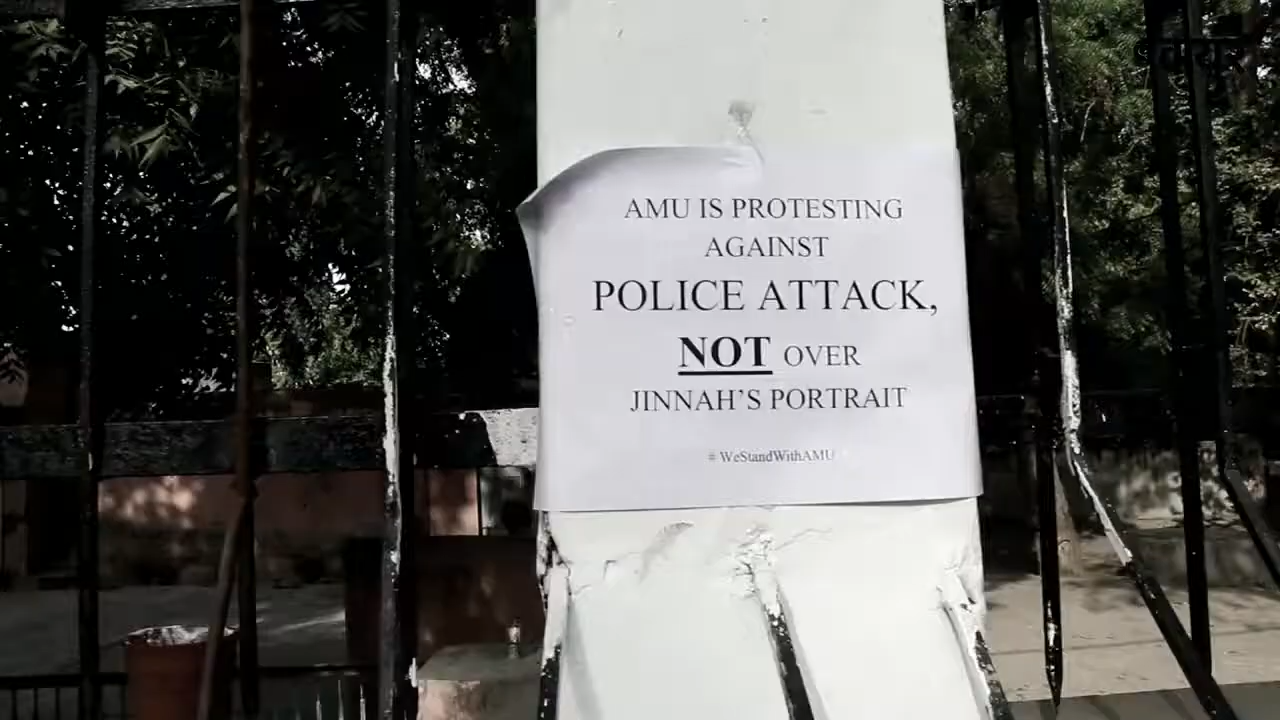 AMU IS PROTESTING
AGAINST
POLICE ATTACK,
NOT OVER
JINNAH'S PORTRAIT
# WeStandWithAMU